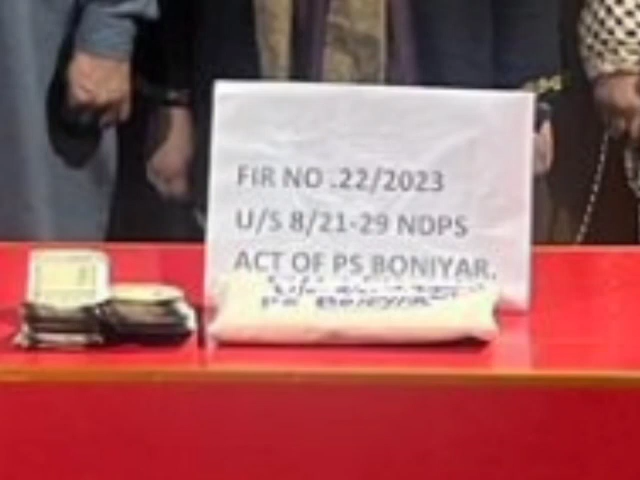 FIR NO .22/2023
U/S 8/21-29 NDPS
ACT OF PS BONIYAR.